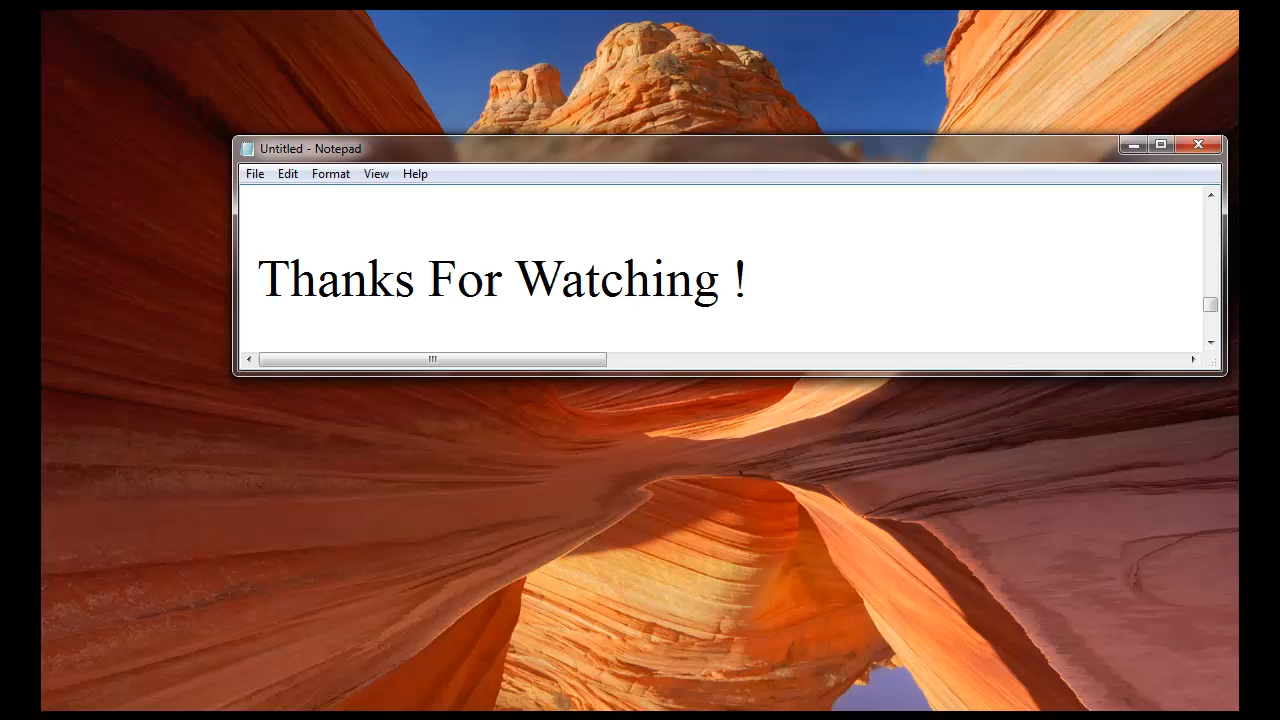 Untitled - Notepad
File Edit Format View Help
Thanks For Watching !